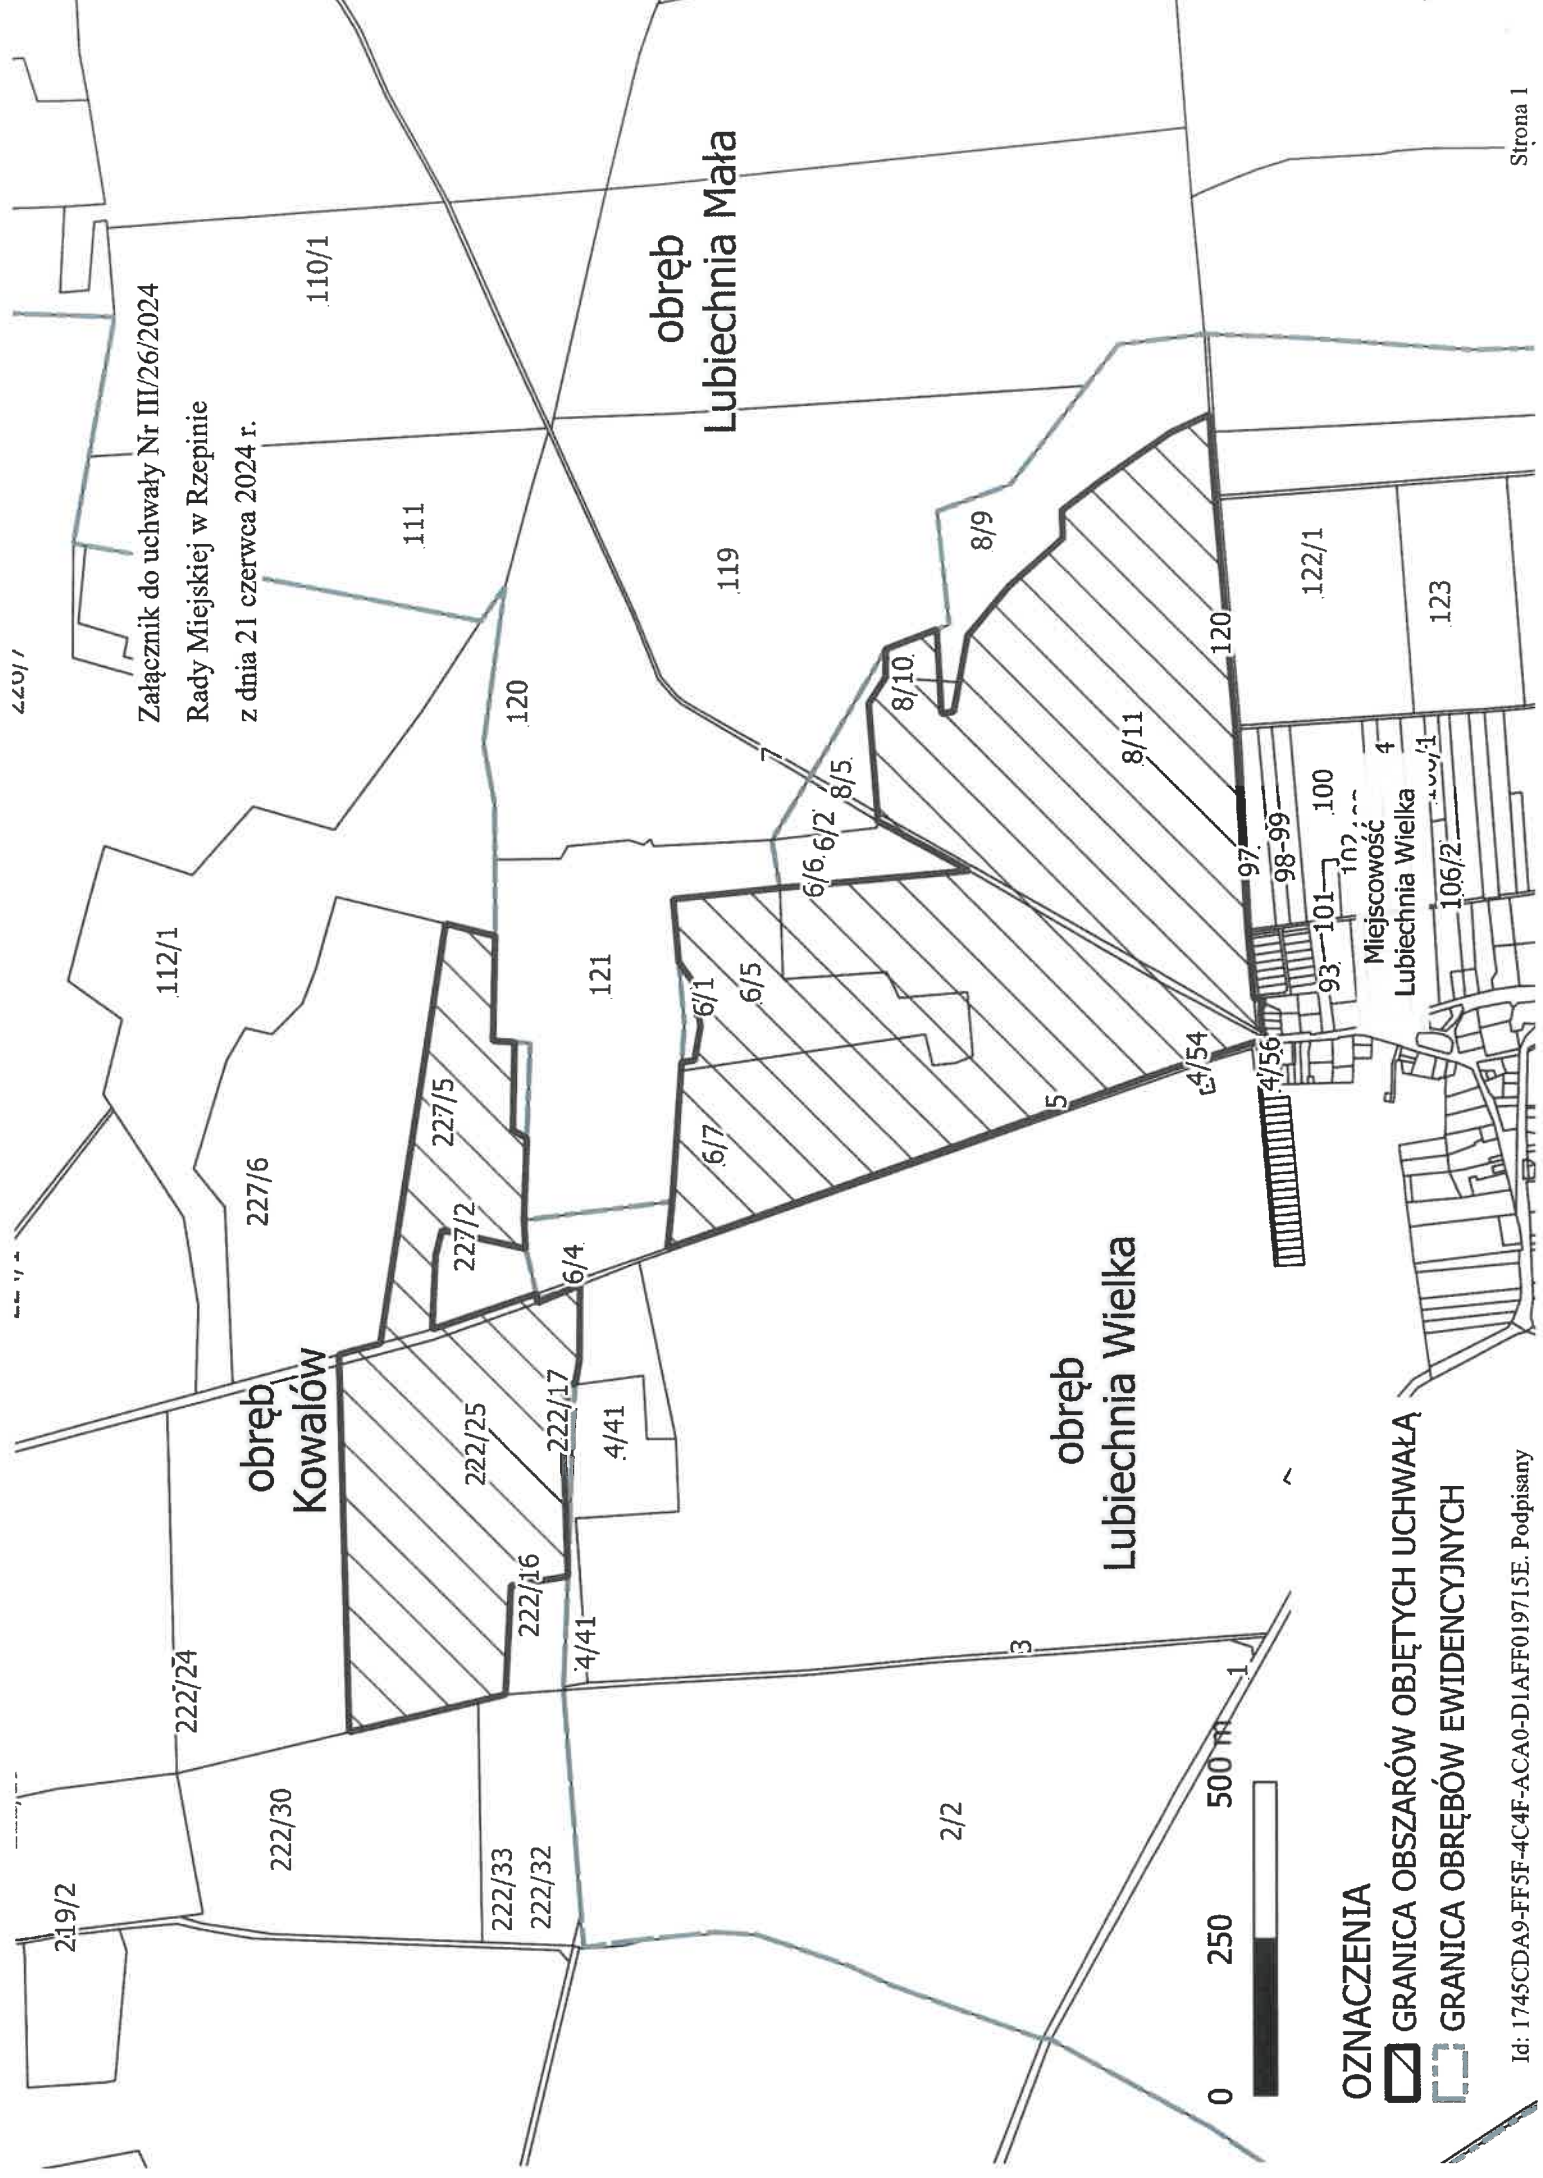 Załącznik do uchwały Nr III/26/2024
Rady Miejskiej w Rzepinie
z dnia 21 czerwca 2024 r.
219/2
222/24
222/30
222/33
222/32
obręb
Kowalów
227/6
112/1
111
110/1
227/5
227/2
222/25
222/17
222/16
4/41
4/41
6/4
121
120
119
obręb
Lubiechnia Mała
6/7
6/1
6/5
6/6
6/2
8/5
7
8/10
8/9
8/11
5
4/54
4/56
2/2
3
1
obręb
Lubiechnia Wielka
120
122/1
123
97
98-99
100
93
101
4
106/2
Miejscowość
Lubiechnia Wielka
0
250
500 m
OZNACZENIA
GRANICA OBSZARÓW OBJĘTYCH UCHWAŁĄ
GRANICA OBRĘBÓW EWIDENCYJNYCH
Id: 1745CDA9-FF5F-4C4F-ACA0-D1AFF019715E. Podpisany
Strona 1